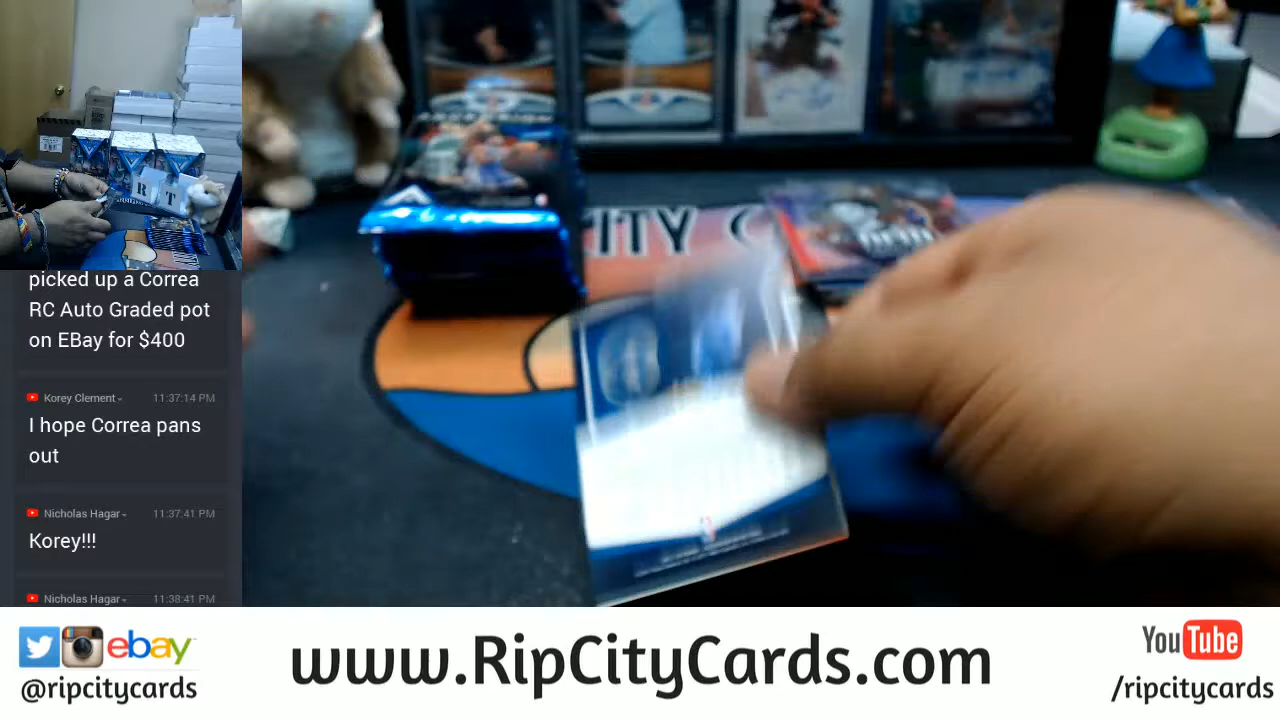 R T
picked up a Correa
RC Auto Graded pot
on EBay for $400
Korey Clement 11:37:14 PM
I hope Correa pans
out
Nicholas Hagar 11:37:41 PM
Korey!!!
Nicholas Hagar 11:38:41 PM
ITY C
ebay
@ripcitycards
www.RipCityCards.com
YouTube
/ripcitycards